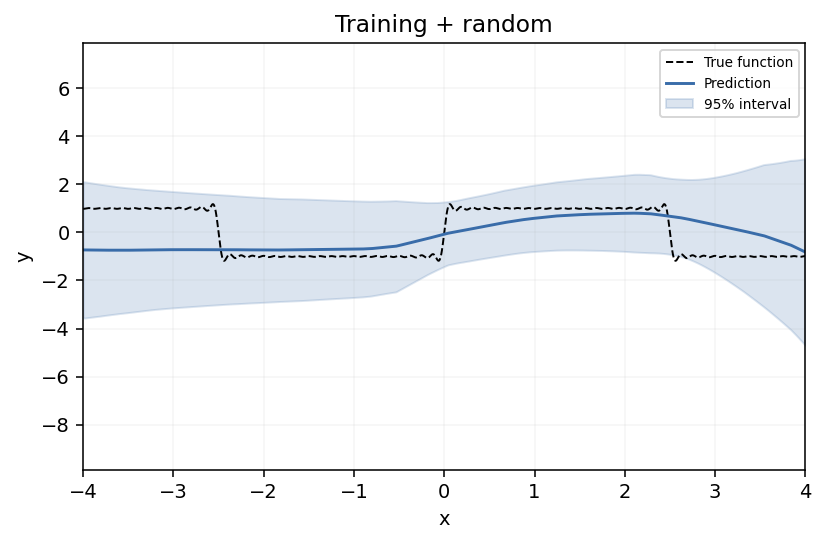 Training + random
True function
Prediction
95% interval
6
4
2
0
−2
−4
−6
−8
y
−4 −3 −2 −1 0 1 2 3 4
x